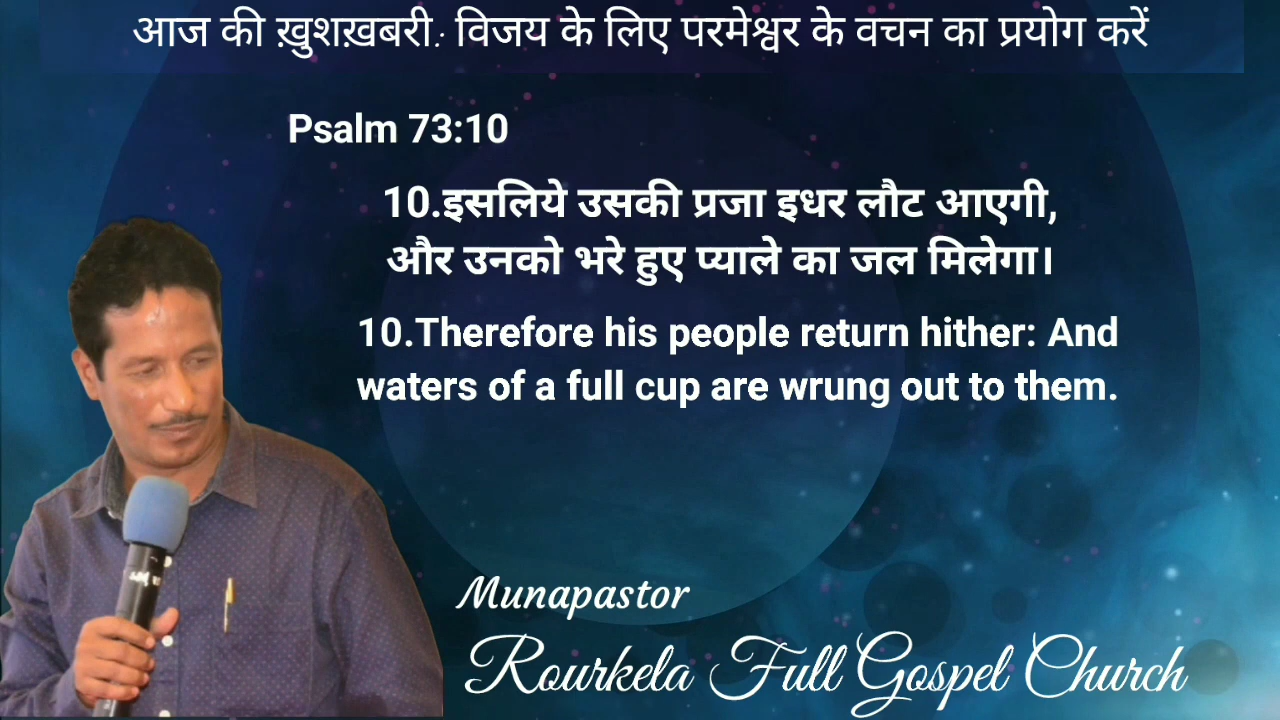 आज की ख़ुशख़बरी: विजय के लिए परमेश्वर के वचन का प्रयोग करें
Psalm 73:10
10.इसलिये उसकी प्रजा इधर लौट आएगी,
और उनको भरे हुए प्याले का जल मिलेगा।
10.Therefore his people return hither: And
waters of a full cup are wrung out to them.
Munapastor
Rourkela Full Gospel Church